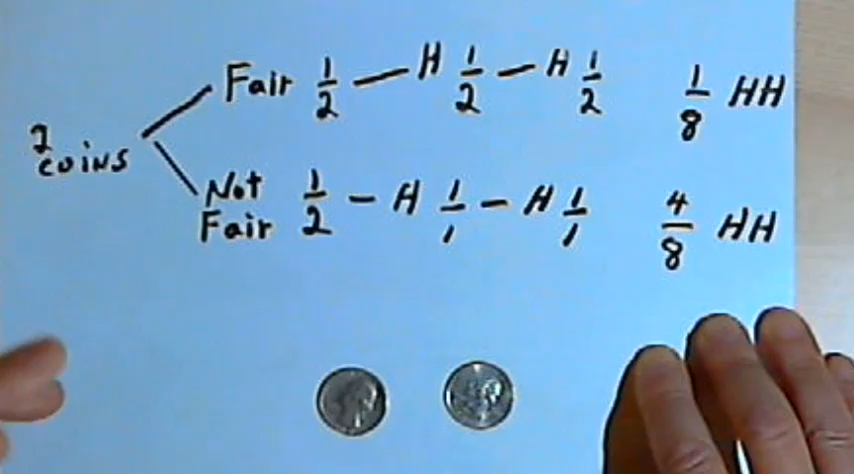 2 coins
Fair 1/2 — H 1/2 — H 1/2 1/8 HH
Not Fair 1/2 – H 1/1 – H 1/1 4/8 HH